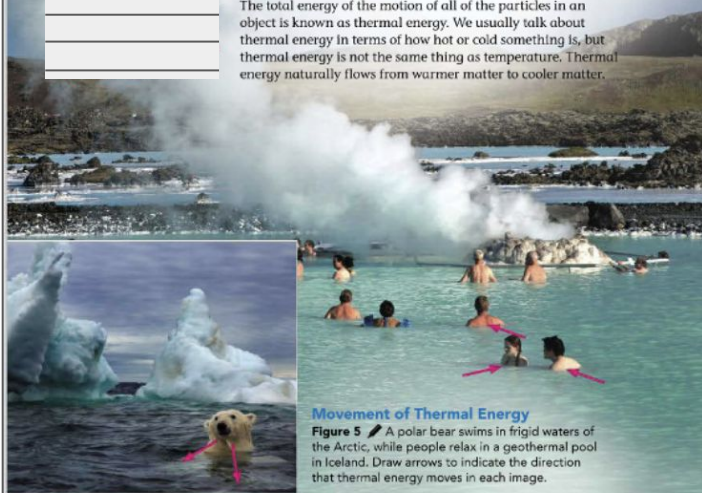 The total energy of the motion of all of the particles in an
object is known as thermal energy. We usually talk about
thermal energy in terms of how hot or cold something is, but
thermal energy is not the same thing as temperature. Thermal
energy naturally flows from warmer matter to cooler matter.
Movement of Thermal Energy
Figure 5 A polar bear swims in frigid waters of
the Arctic, while people relax in a geothermal pool
in Iceland. Draw arrows to indicate the direction
that thermal energy moves in each image.